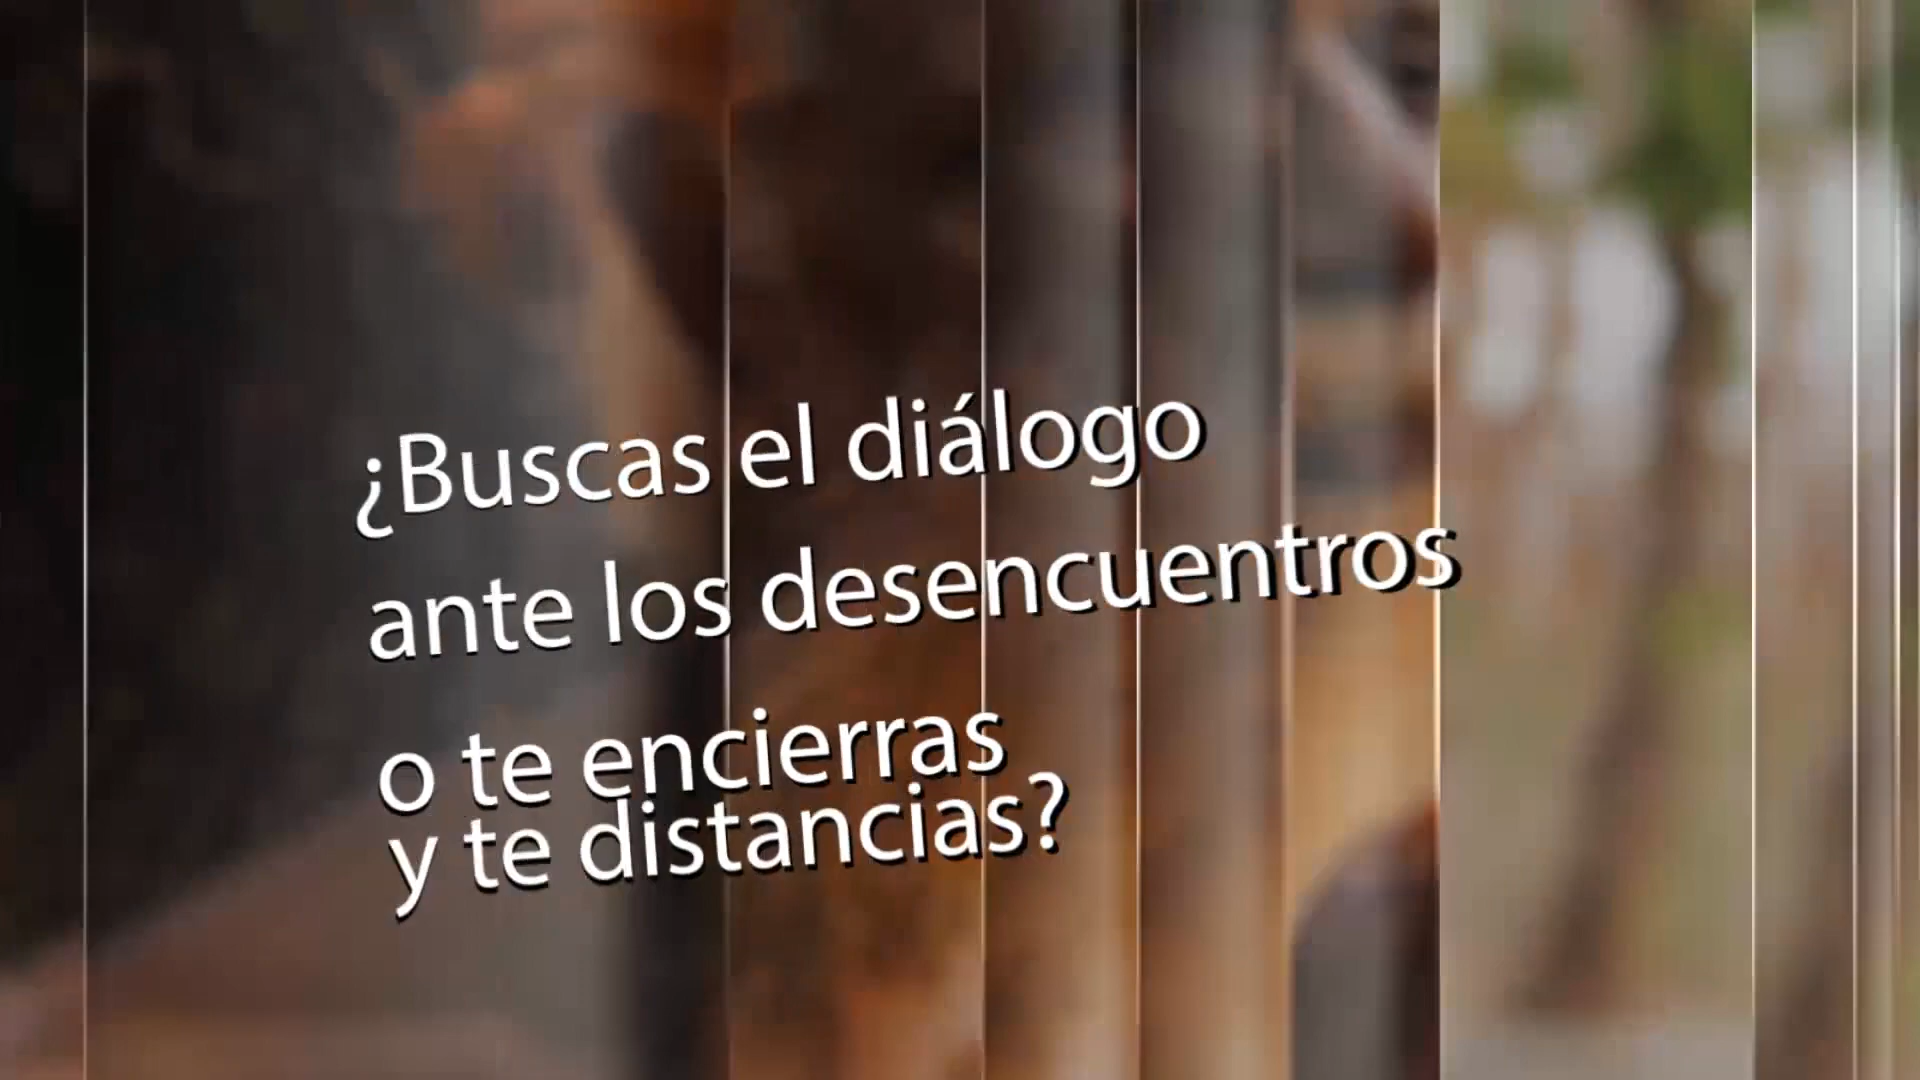 ¿Buscas el diálogo
ante los desencuentros
o te encierras
y te distancias?